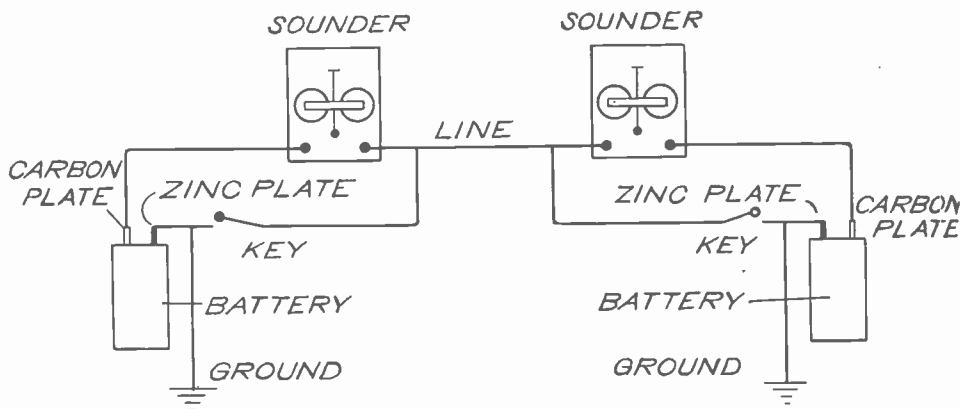 SOUNDER
SOUNDER
LINE
CARBON
PLATE
ZINC PLATE
KEY
BATTERY
GROUND
ZINC PLATE
CARBON
PLATE
KEY
BATTERY
GROUND